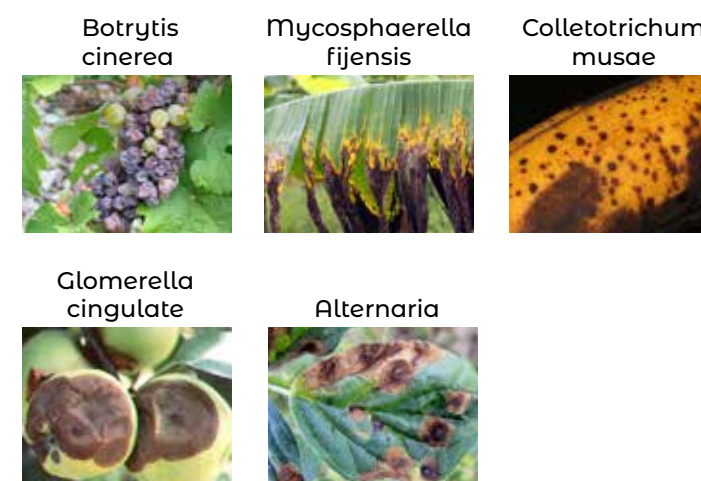 Botrytis
cinerea
Mycosphaerella
fijensis
Colletotrichum
musae
Glomerella
cingulate
Alternaria